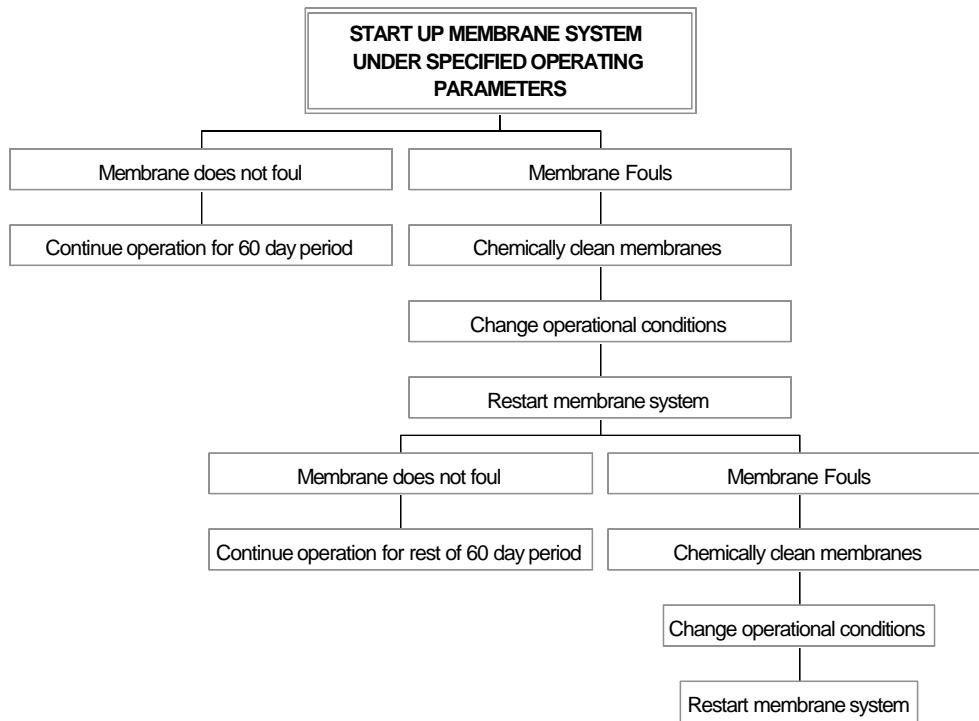 START UP MEMBRANE SYSTEM
UNDER SPECIFIED OPERATING
PARAMETERS
Membrane does not foul
Membrane Fouls
Continue operation for 60 day period
Chemically clean membranes
Change operational conditions
Restart membrane system
Membrane does not foul
Membrane Fouls
Continue operation for rest of 60 day period
Chemically clean membranes
Change operational conditions
Restart membrane system